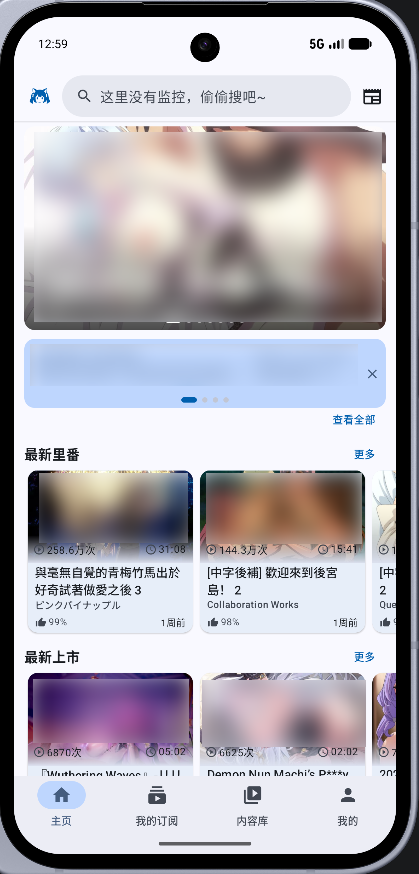 12:59
5G
这里没有监控，偷偷搜吧~
查看全部
最新里番
更多
258.6万次
31:08
144.3万次
15:41
與毫無自覺的青梅竹馬出於
好奇試著做愛之後 3
ピンクパイナップル
99%
1周前
[中字後補] 歡迎來到後宮
島！ 2
Collaboration Works
98%
1周前
[中
2
Que
最新上市
更多
6870次
05:02
6625次
02:02
Demon Nun Machi's P***y
主页
我的订阅
内容库
我的